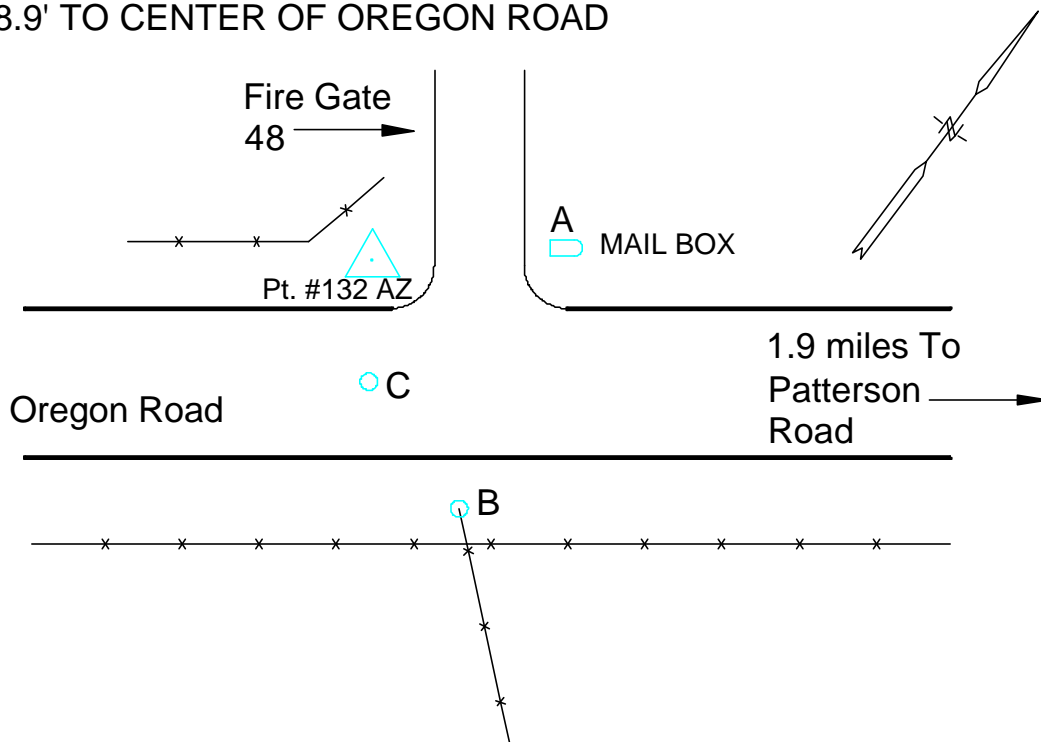 8.9' TO CENTER OF OREGON ROAD
Fire Gate
48
A
MAIL BOX
Pt. #132 AZ
1.9 miles To
Patterson
Road
C
Oregon Road
B
N